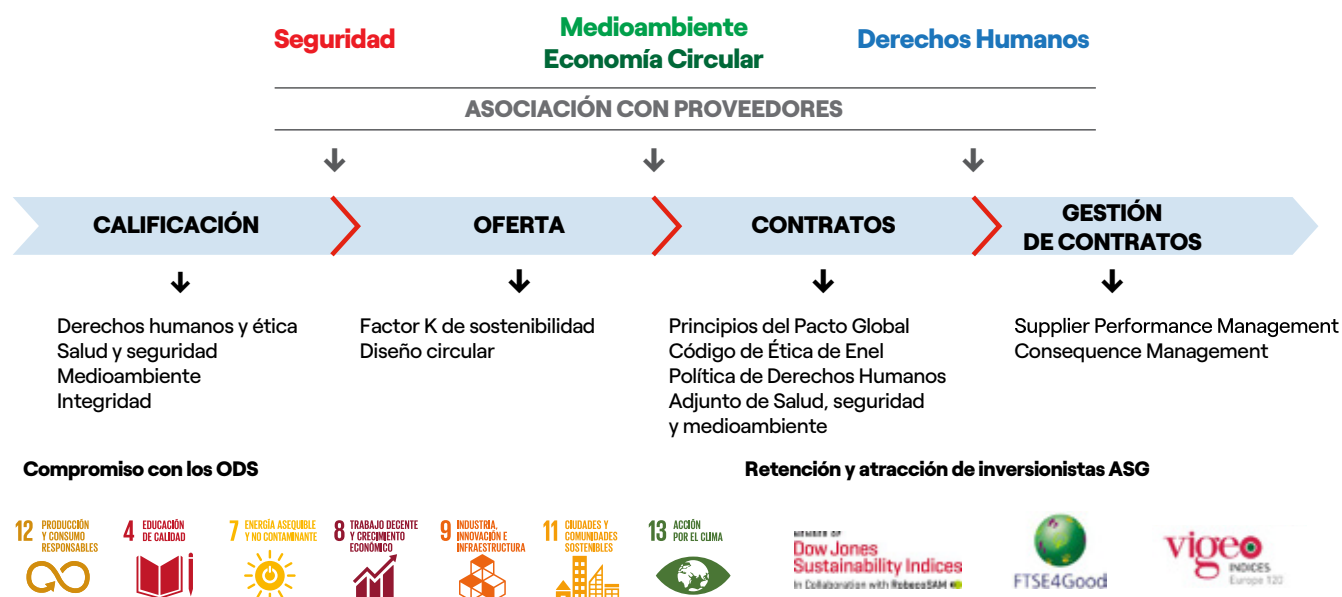 Seguridad
Medioambiente
Economía Circular
Derechos Humanos
ASOCIACIÓN CON PROVEEDORES
CALIFICACIÓN
OFERTA
CONTRATOS
GESTIÓN
DE CONTRATOS
Derechos humanos y ética
Salud y seguridad
Medioambiente
Integridad
Factor K de sostenibilidad
Diseño circular
Principios del Pacto Global
Código de Ética de Enel
Política de Derechos Humanos
Adjunto de Salud, seguridad
y medioambiente
Supplier Performance Management
Consequence Management
Compromiso con los ODS
12 PRODUCCIÓN
Y CONSUMO
RESPONSABLES
4 EDUCACIÓN
DE CALIDAD
7 ENERGÍA ASEQUIBLE
Y NO CONTAMINANTE
8 TRABAJO DECENTE
Y CRECIMIENTO
ECONÓMICO
9 INDUSTRIA,
INNOVACIÓN E
INFRAESTRUCTURA
11 CIUDADES Y
COMUNIDADES
SOSTENIBLES
13 ACCIÓN
POR EL CLIMA
Retención y atracción de inversionistas ASG
MEMBER OF
Dow Jones
Sustainability Indices
In Collaboration with RobecoSAM
FTSE4Good
vigeo
INDICES
Europe 120